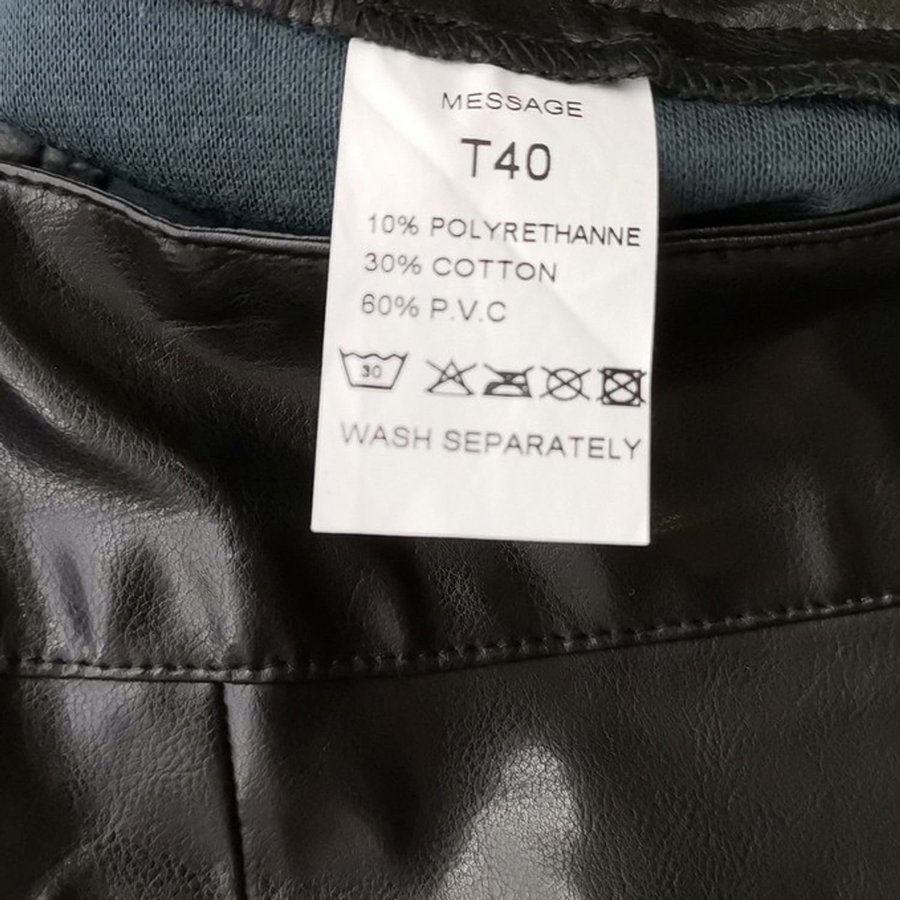 MESSAGE
T40
10% POLYRETHANNE
30% COTTON
60% P.V.C
30
WASH SEPARATELY